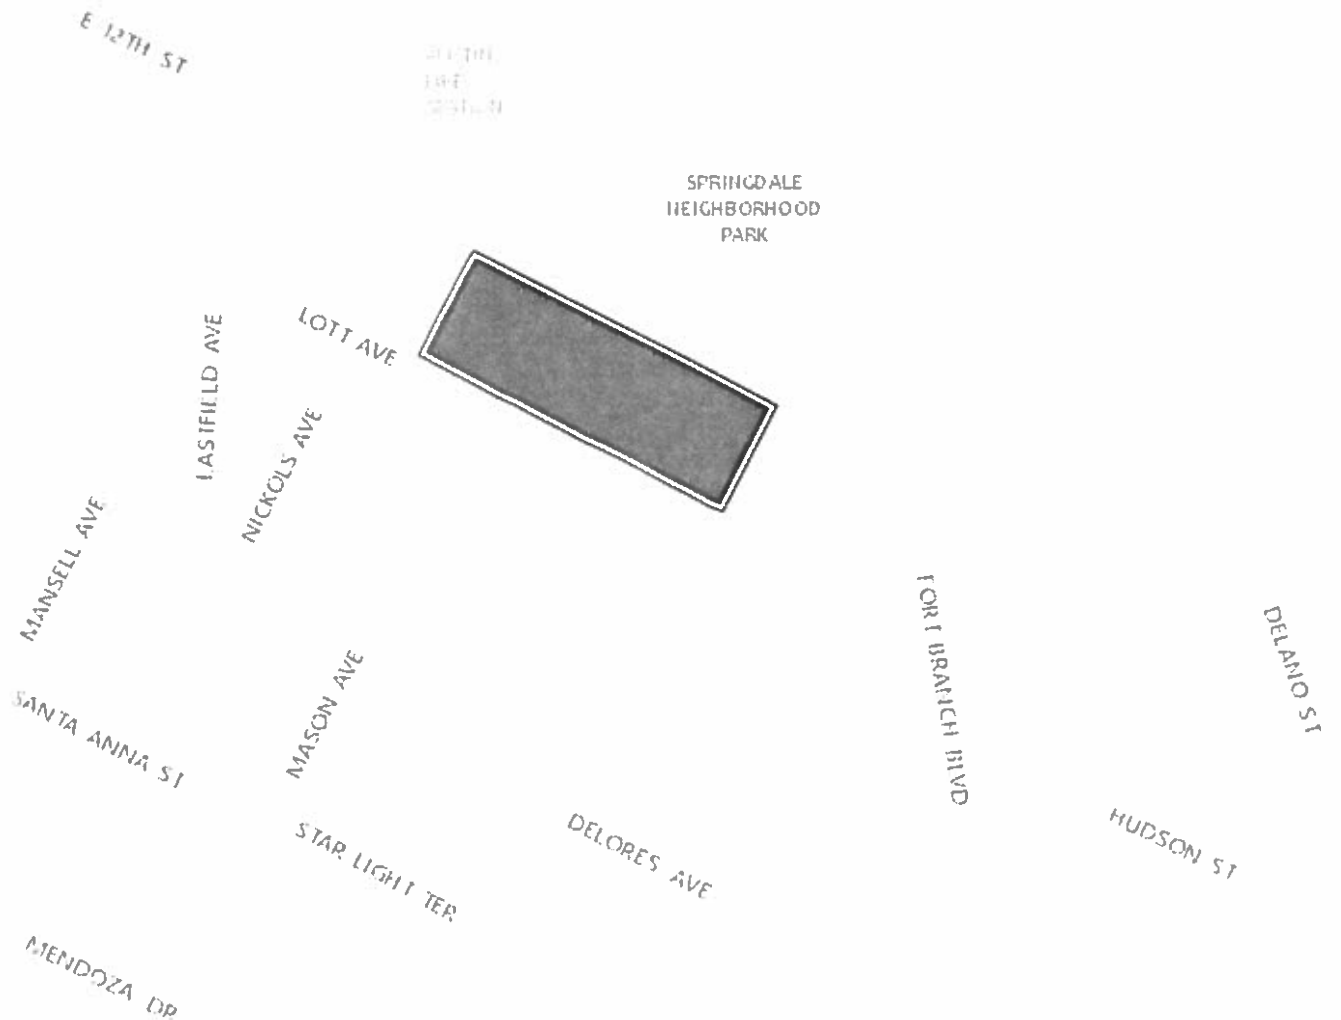 E 12TH ST
SPRINGDALE
NEIGHBORHOOD
PARK
LOTT AVE
EASTFIELD AVE
NICKOLS AVE
MANSELL AVE
SANTA ANNA ST
MASON AVE
STAR LIGHT TER
DELORES AVE
FORT BRANCH BLVD
DELANO ST
HUDSON ST
MENDOZA DR